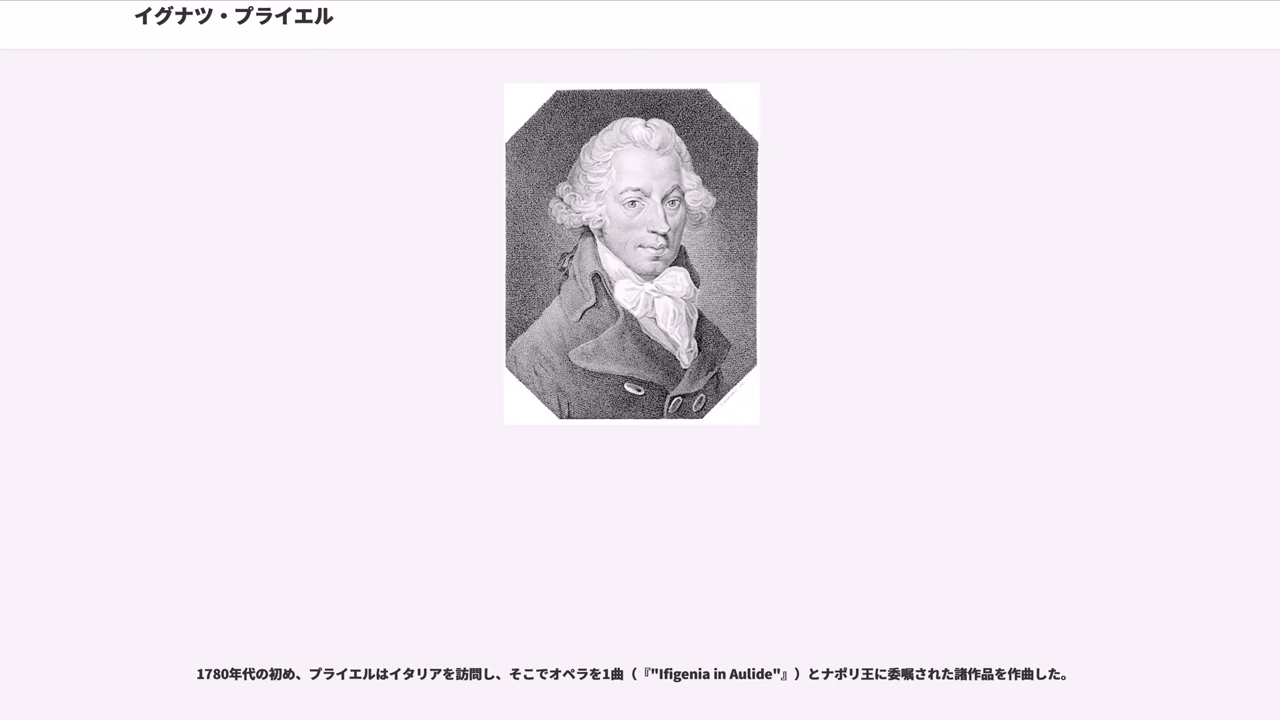 イグナツ・プライエル
1780年代の初め、プライエルはイタリアを訪問し、そこでオペラを1曲（『"Ifigenia in Aulide"』）とナポリ王に委嘱された諸作品を作曲した。